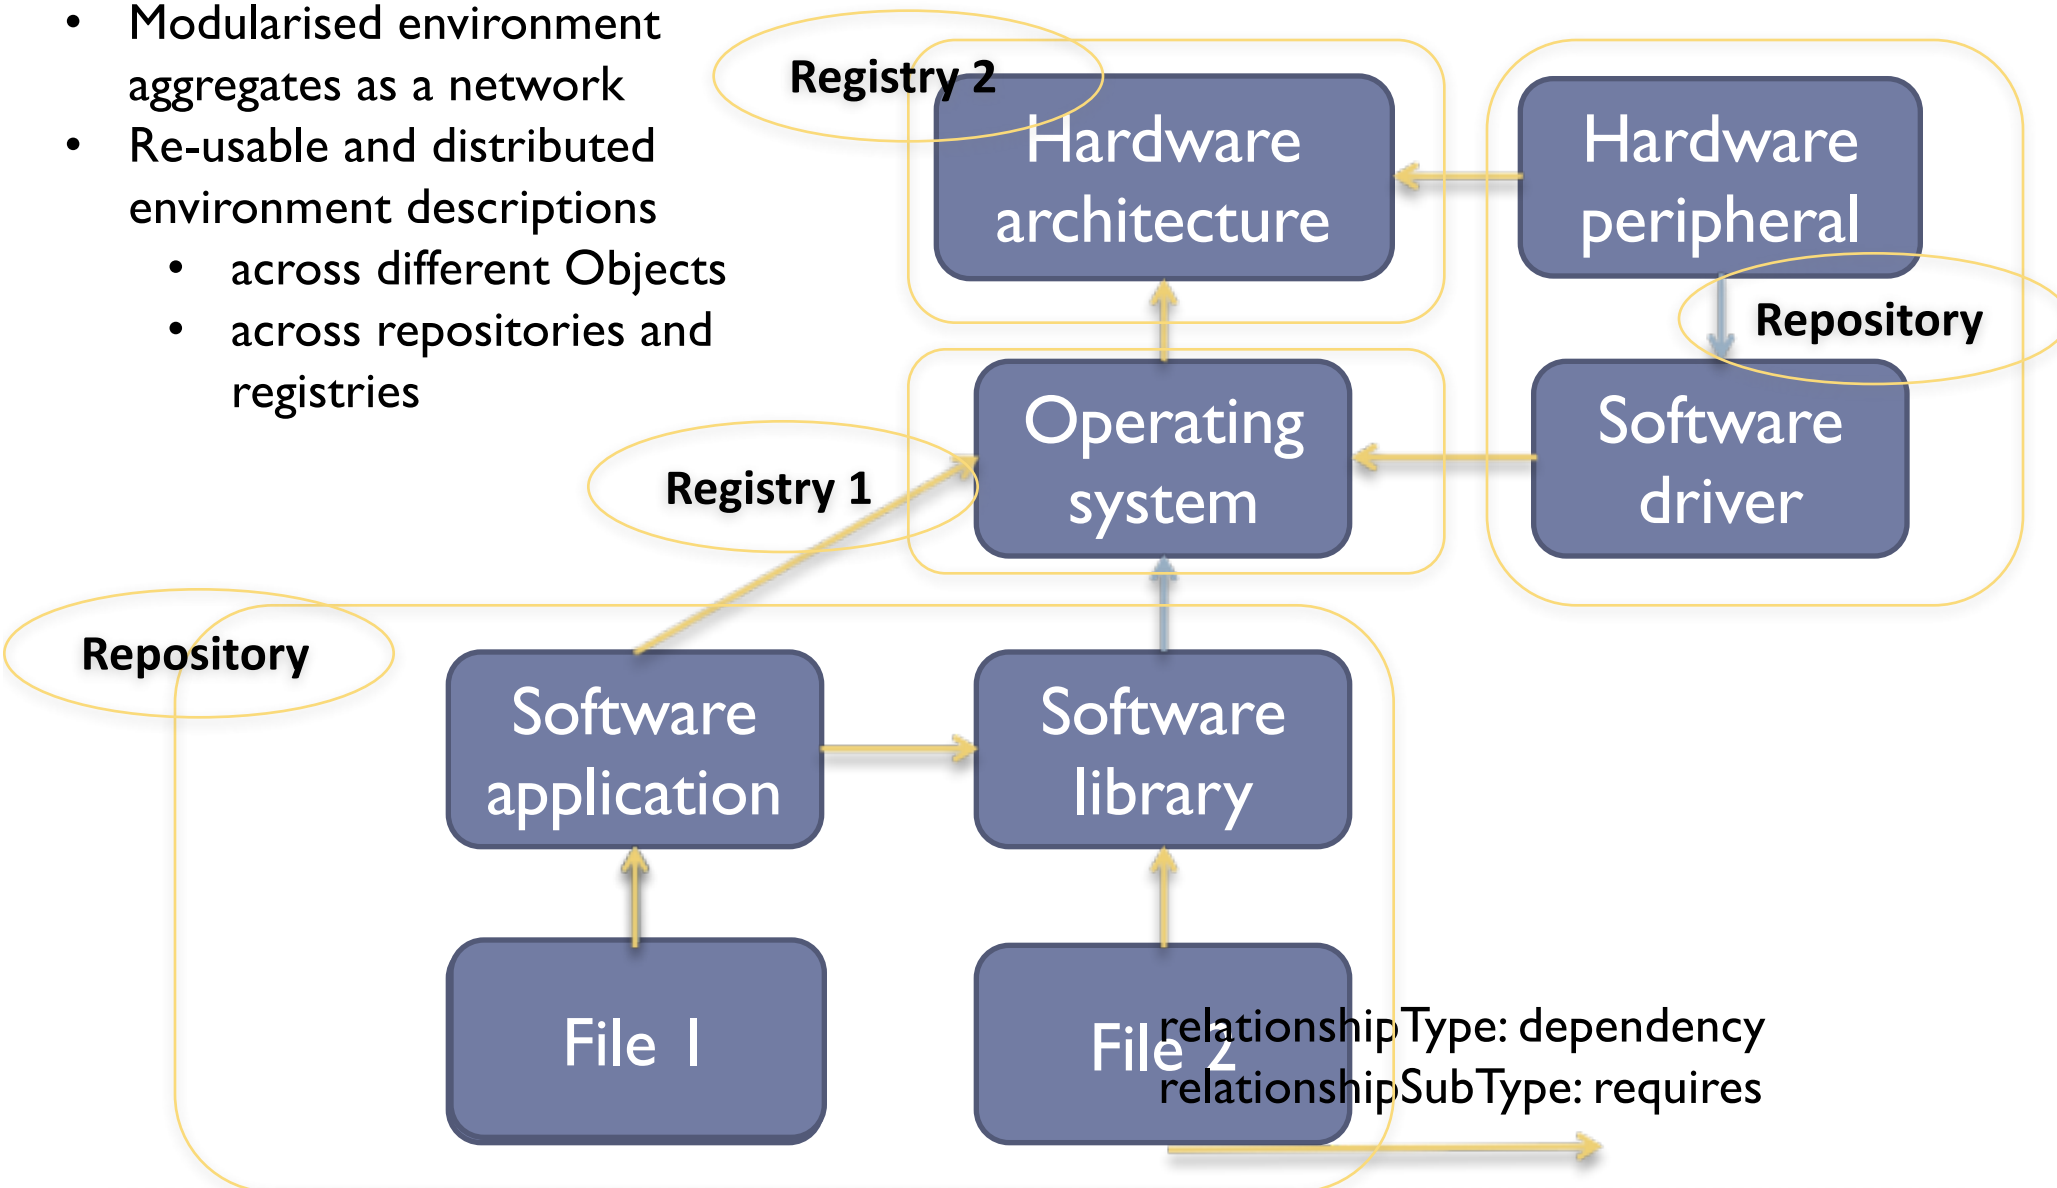 • Modularised environment
aggregates as a network
• Re-usable and distributed
environment descriptions
• across different Objects
• across repositories and
registries
Registry 2
Hardware
architecture
Hardware
peripheral
Repository
Operating
system
Software
driver
Registry 1
Repository
Software
application
Software
library
File 1
File 2
relationshipType: dependency
relationshipSubType: requires